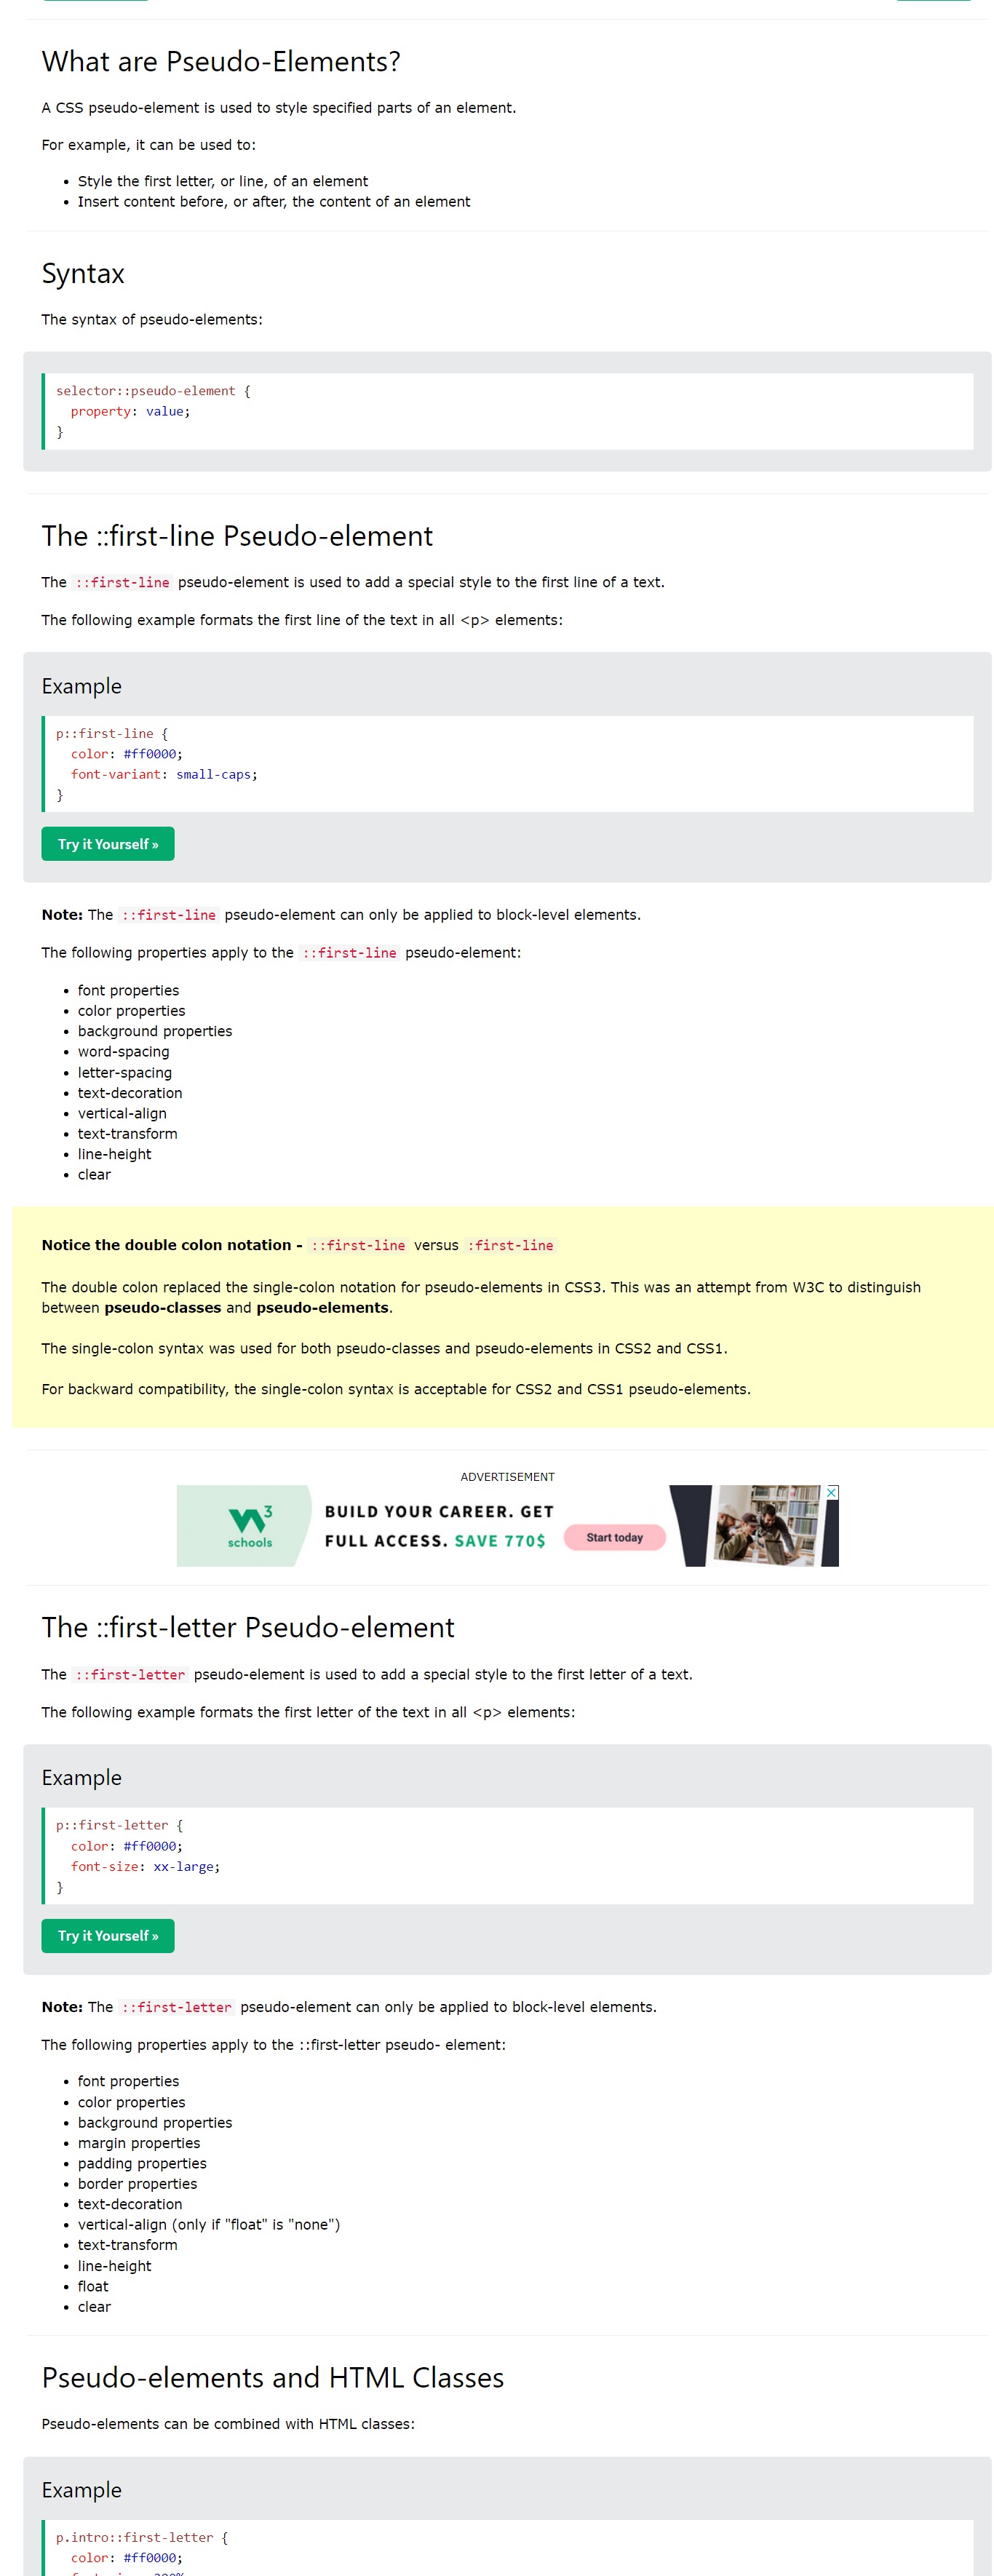 What are Pseudo-Elements?
A CSS pseudo-element is used to style specified parts of an element.
For example, it can be used to:
• Style the first letter, or line, of an element
• Insert content before, or after, the content of an element
Syntax
The syntax of pseudo-elements:
selector::pseudo-element {
  property: value;
}
The ::first-line Pseudo-element
The ::first-line pseudo-element is used to add a special style to the first line of a text.
The following example formats the first line of the text in all <p> elements:
Example
p::first-line {
  color: #ff0000;
  font-variant: small-caps;
}
Try it Yourself »
Note: The ::first-line pseudo-element can only be applied to block-level elements.
The following properties apply to the ::first-line pseudo-element:
• font properties
• color properties
• background properties
• word-spacing
• letter-spacing
• text-decoration
• vertical-align
• text-transform
• line-height
• clear
Notice the double colon notation - ::first-line versus :first-line
The double colon replaced the single-colon notation for pseudo-elements in CSS3. This was an attempt from W3C to distinguish
between pseudo-classes and pseudo-elements.
The single-colon syntax was used for both pseudo-classes and pseudo-elements in CSS2 and CSS1.
For backward compatibility, the single-colon syntax is acceptable for CSS2 and CSS1 pseudo-elements.
ADVERTISEMENT
W3 schools
BUILD YOUR CAREER. GET
FULL ACCESS. SAVE 770$
Start today
The ::first-letter Pseudo-element
The ::first-letter pseudo-element is used to add a special style to the first letter of a text.
The following example formats the first letter of the text in all <p> elements:
Example
p::first-letter {
  color: #ff0000;
  font-size: xx-large;
}
Try it Yourself »
Note: The ::first-letter pseudo-element can only be applied to block-level elements.
The following properties apply to the ::first-letter pseudo- element:
• font properties
• color properties
• background properties
• margin properties
• padding properties
• border properties
• text-decoration
• vertical-align (only if "float" is "none")
• text-transform
• line-height
• float
• clear
Pseudo-elements and HTML Classes
Pseudo-elements can be combined with HTML classes:
Example
p.intro::first-letter {
  color: #ff0000;